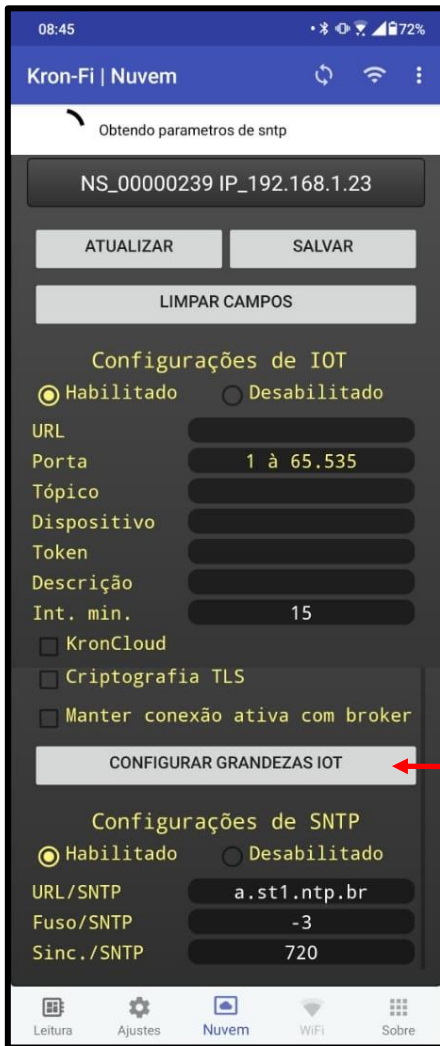 08:45 72%
Kron-Fi | Nuvem
Obtendo parametros de sntp
NS_00000239 IP_192.168.1.23
ATUALIZAR SALVAR
LIMPAR CAMPOS
Configurações de IOT
Habilitado Desabilitado
URL
Porta 1 à 65.535
Tópico
Dispositivo
Token
Descrição
Int. min. 15
KronCloud
Criptografia TLS
Manter conexão ativa com broker
CONFIGURAR GRANDEZAS IOT
Configurações de SNTP
Habilitado Desabilitado
URL/SNTP a.st1.ntp.br
Fuso/SNTP -3
Sinc./SNTP 720
Leitura Ajustes Nuvem WiFi Sobre